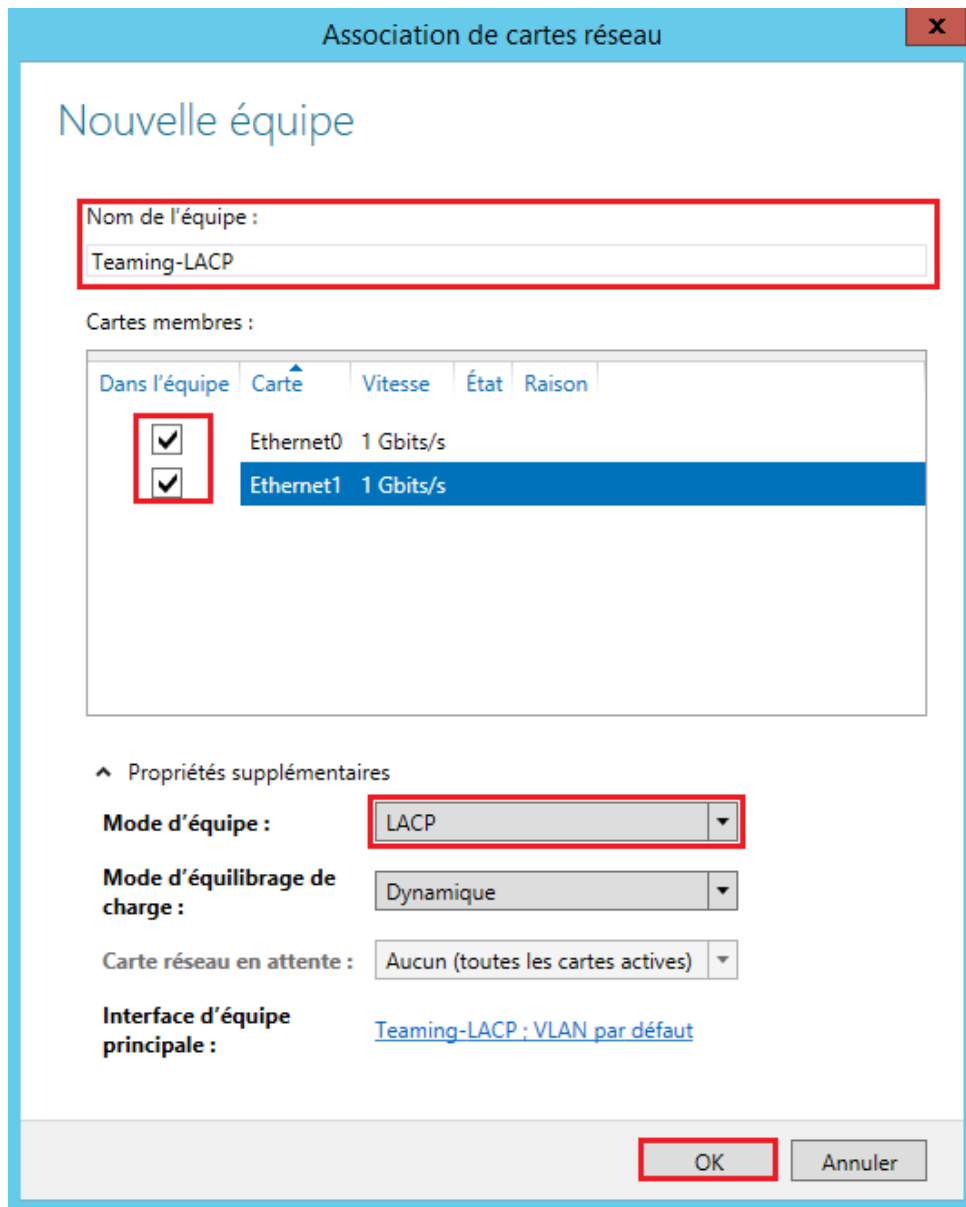 Association de cartes réseau
x
Nouvelle équipe
Nom de l'équipe :
Teaming-LACP
Cartes membres :
Dans l'équipe Carte Vitesse État Raison
Ethernet0 1 Gbits/s
Ethernet1 1 Gbits/s
Propriétés supplémentaires
Mode d'équipe : LACP
Mode d'équilibrage de
charge : Dynamique
Carte réseau en attente : Aucun (toutes les cartes actives)
Interface d'équipe
principale : Teaming-LACP ; VLAN par défaut
OK Annuler